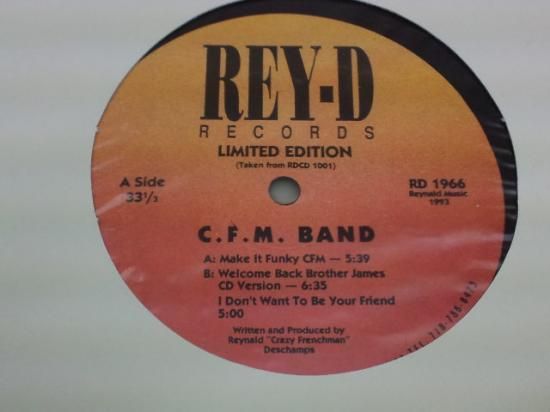 REY-D
RECORDS
LIMITED EDITION
(Taken from RDCD 1001)
A Side
33 1/3
RD 1966
Reynald Music
1993
C.F.M. BAND
A: Make It Funky CFM — 5:39
B: Welcome Back Brother James
CD Version — 6:35
I Don't Want To Be Your Friend
5:00
Written and Produced by
Reynald "Crazy Frenchman"
Deschamps